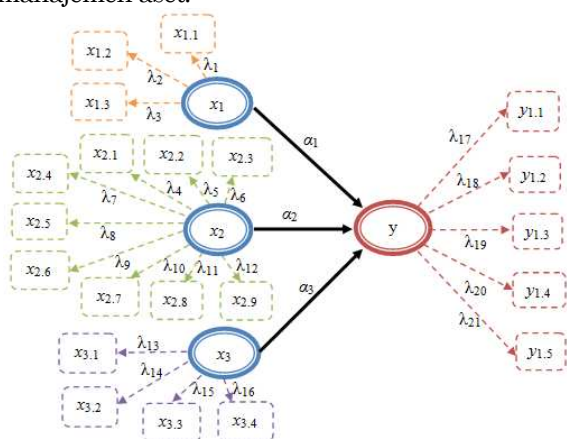 manajemen aset.
x1.1
x1.2
λ1
λ2
x1.3
λ3
x1
y1.1
α1
λ17
x2.1
x2.2
x2.3
x2.4
λ4
λ5
λ6
λ7
λ18
y1.2
x2.5
x2
α2
y
λ19
y1.3
λ8
x2.6
λ9
λ10
λ11
λ12
x2.7
x2.8
x2.9
α3
λ20
y1.4
λ21
x3.1
λ13
x3
y1.5
λ14
λ15
λ16
x3.2
x3.3
x3.4